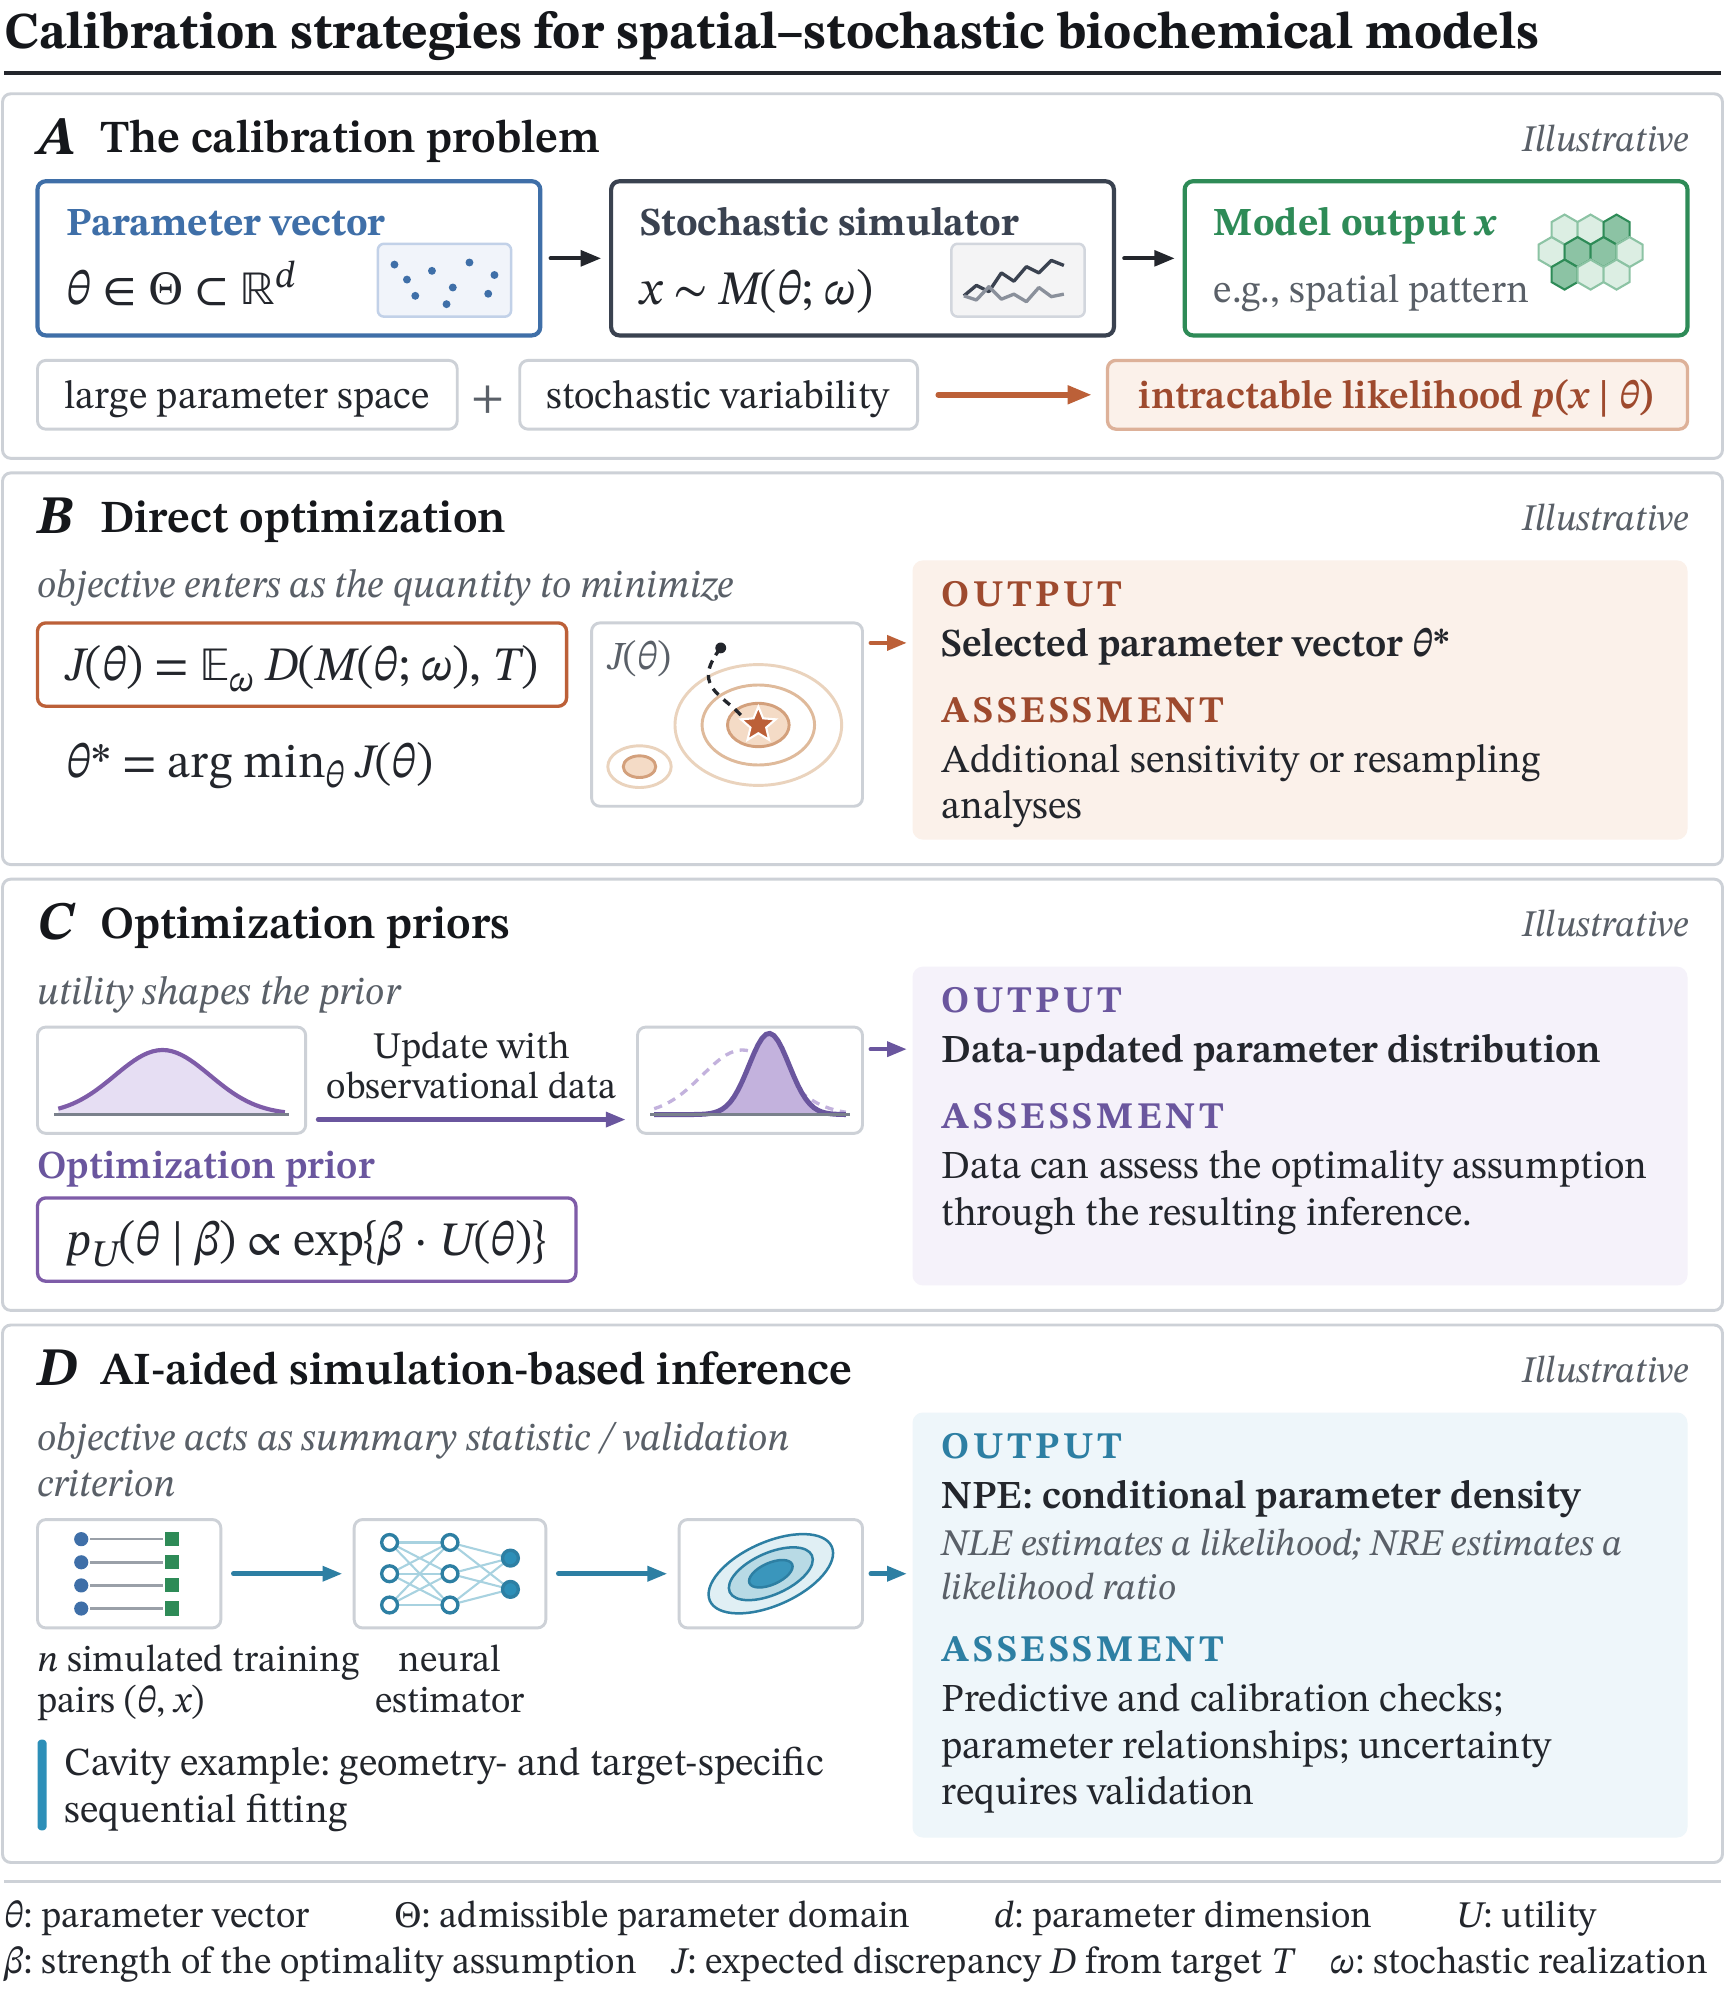 Calibration strategies for spatial–stochastic biochemical models
A The calibration problem
Illustrative
Parameter vector
θ ∈ Θ ⊂ ℝᵈ
Stochastic simulator
x ∼ M(θ; ω)
Model output x
e.g., spatial pattern
large parameter space
+
stochastic variability
intractable likelihood p(x | θ)
B Direct optimization
Illustrative
objective enters as the quantity to minimize
J(θ) = 𝔼_ω D(M(θ; ω), T)
θ* = arg min_θ J(θ)
J(θ)
OUTPUT
Selected parameter vector θ*
ASSESSMENT
Additional sensitivity or resampling
analyses
C Optimization priors
Illustrative
utility shapes the prior
Update with
observational data
Optimization prior
p_U(θ | β) ∝ exp{β · U(θ)}
OUTPUT
Data-updated parameter distribution
ASSESSMENT
Data can assess the optimality assumption
through the resulting inference.
D AI-aided simulation-based inference
Illustrative
objective acts as summary statistic / validation
criterion
n simulated training
pairs (θ, x)
neural
estimator
Cavity example: geometry- and target-specific
sequential fitting
OUTPUT
NPE: conditional parameter density
NLE estimates a likelihood; NRE estimates a
likelihood ratio
ASSESSMENT
Predictive and calibration checks;
parameter relationships; uncertainty
requires validation
θ: parameter vector Θ: admissible parameter domain d: parameter dimension U: utility
β: strength of the optimality assumption J: expected discrepancy D from target T ω: stochastic realization